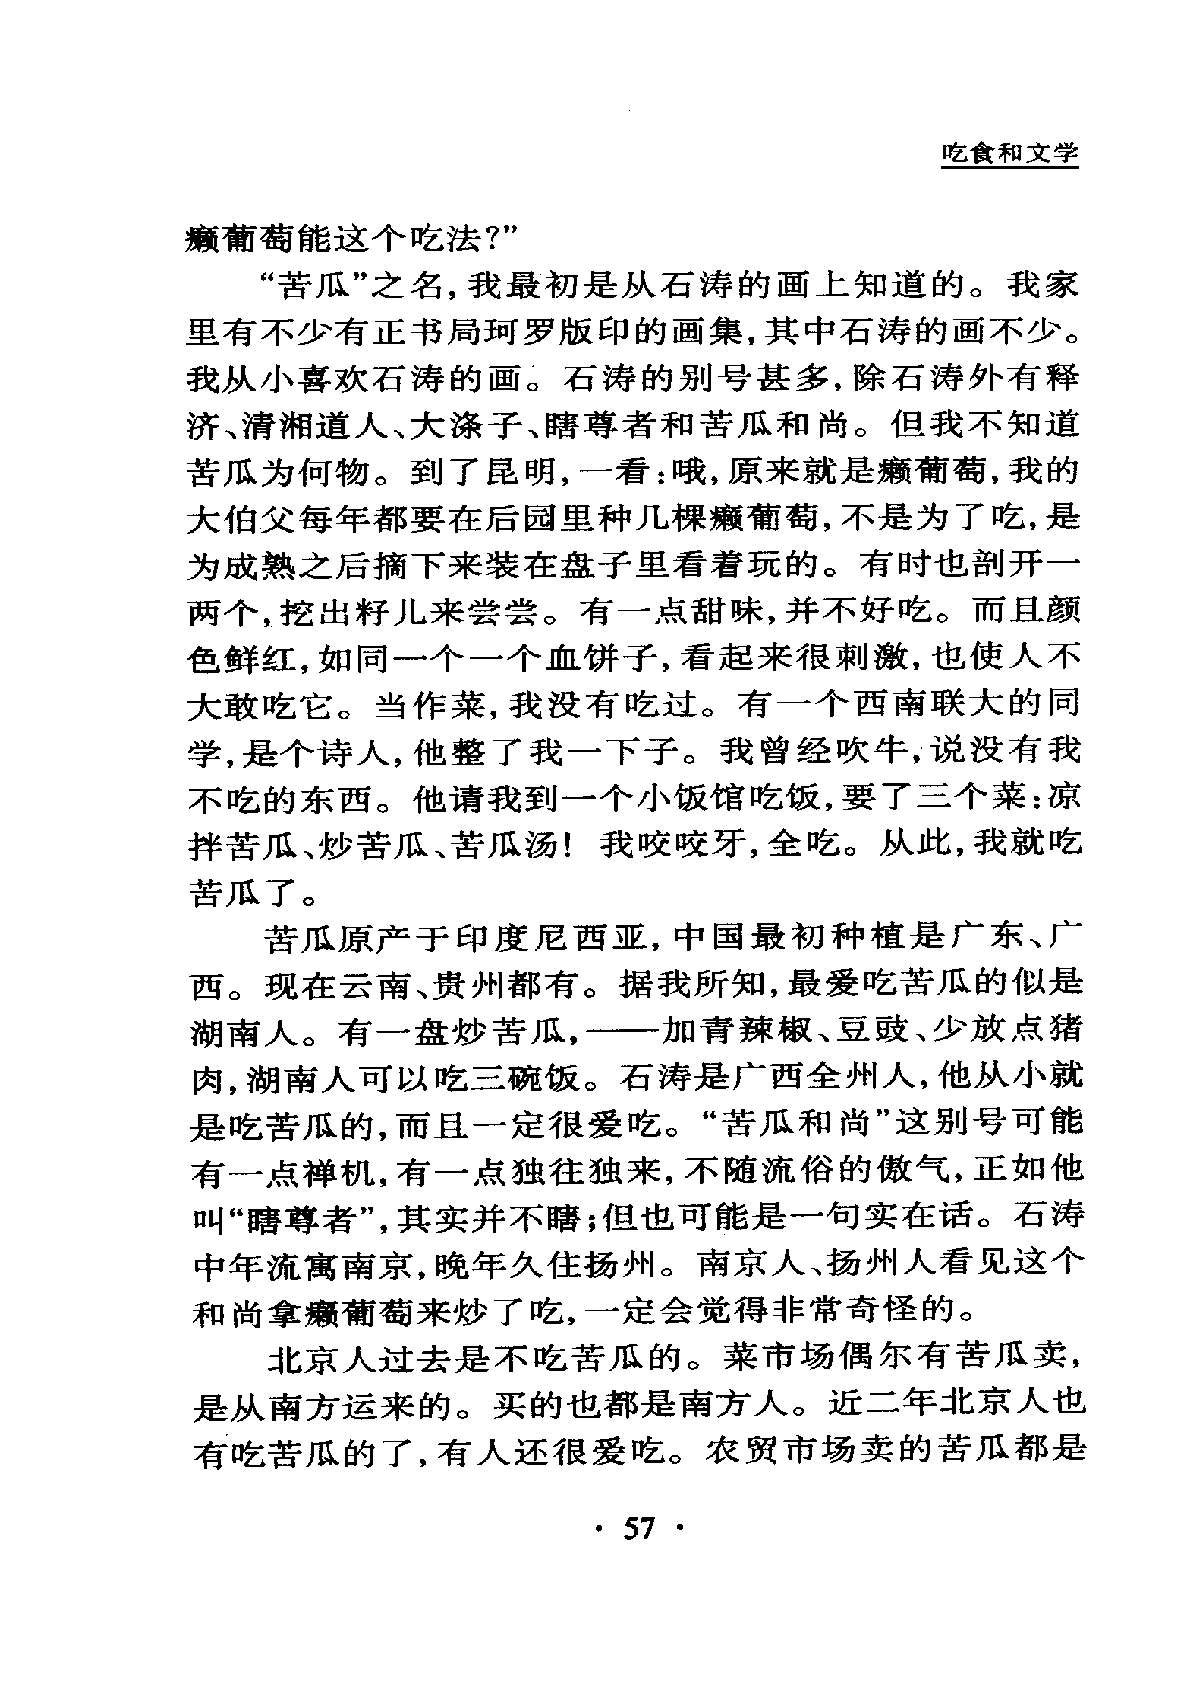 吃食和文学
癞葡萄能这个吃法?”
“苦瓜”之名,我最初是从石涛的画上知道的。我家
里有不少有正书局珂罗版印的画集,其中石涛的画不少。
我从小喜欢石涛的画。石涛的别号甚多,除石涛外有释
济、清湘道人、大涤子、瞎尊者和苦瓜和尚。但我不知道
苦瓜为何物。到了昆明,一看:哦,原来就是癞葡萄,我的
大伯父每年都要在后园里种几棵癞葡萄,不是为了吃,是
为成熟之后摘下来装在盘子里看着玩的。有时也剖开一
两个,挖出籽儿来尝尝。有一点甜味,并不好吃。而且颜
色鲜红,如同一个一个血饼子,看起来很刺激,也使人不
大敢吃它。当作菜,我没有吃过。有一个西南联大的同
学,是个诗人,他整了我一下子。我曾经吹牛,说没有我
不吃的东西。他请我到一个小饭馆吃饭,要了三个菜:凉
拌苦瓜、炒苦瓜、苦瓜汤!我咬咬牙,全吃。从此,我就吃
苦瓜了。
苦瓜原产于印度尼西亚,中国最初种植是广东、广
西。现在云南、贵州都有。据我所知,最爱吃苦瓜的似是
湖南人。有一盘炒苦瓜,——加青辣椒、豆豉、少放点猪
肉,湖南人可以吃三碗饭。石涛是广西全州人,他从小就
是吃苦瓜的,而且一定很爱吃。“苦瓜和尚”这别号可能
有一点禅机,有一点独往独来,不随流俗的傲气,正如他
叫“瞎尊者”,其实并不瞎;但也可能是一句实在话。石涛
中年流寓南京,晚年久住扬州。南京人、扬州人看见这个
和尚拿癞葡萄来炒了吃,一定会觉得非常奇怪的。
北京人过去是不吃苦瓜的。菜市场偶尔有苦瓜卖,
是从南方运来的。买的也都是南方人。近二年北京人也
有吃苦瓜的了,有人还很爱吃。农贸市场卖的苦瓜都是
· 57 ·